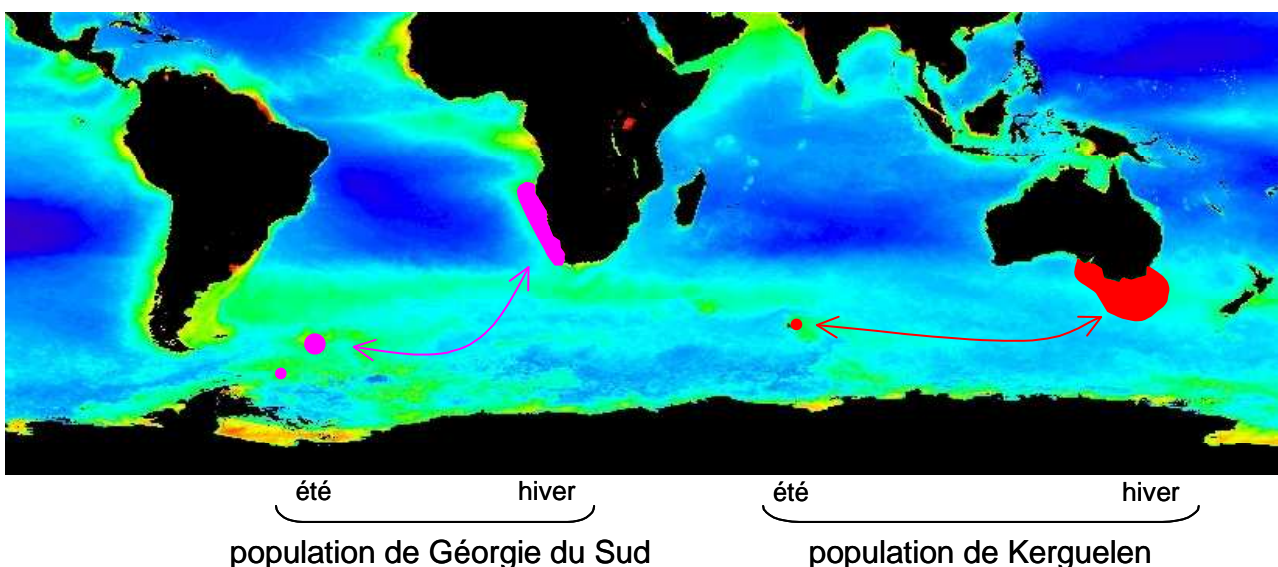 été hiver été hiver
population de Géorgie du Sud population de Kerguelen